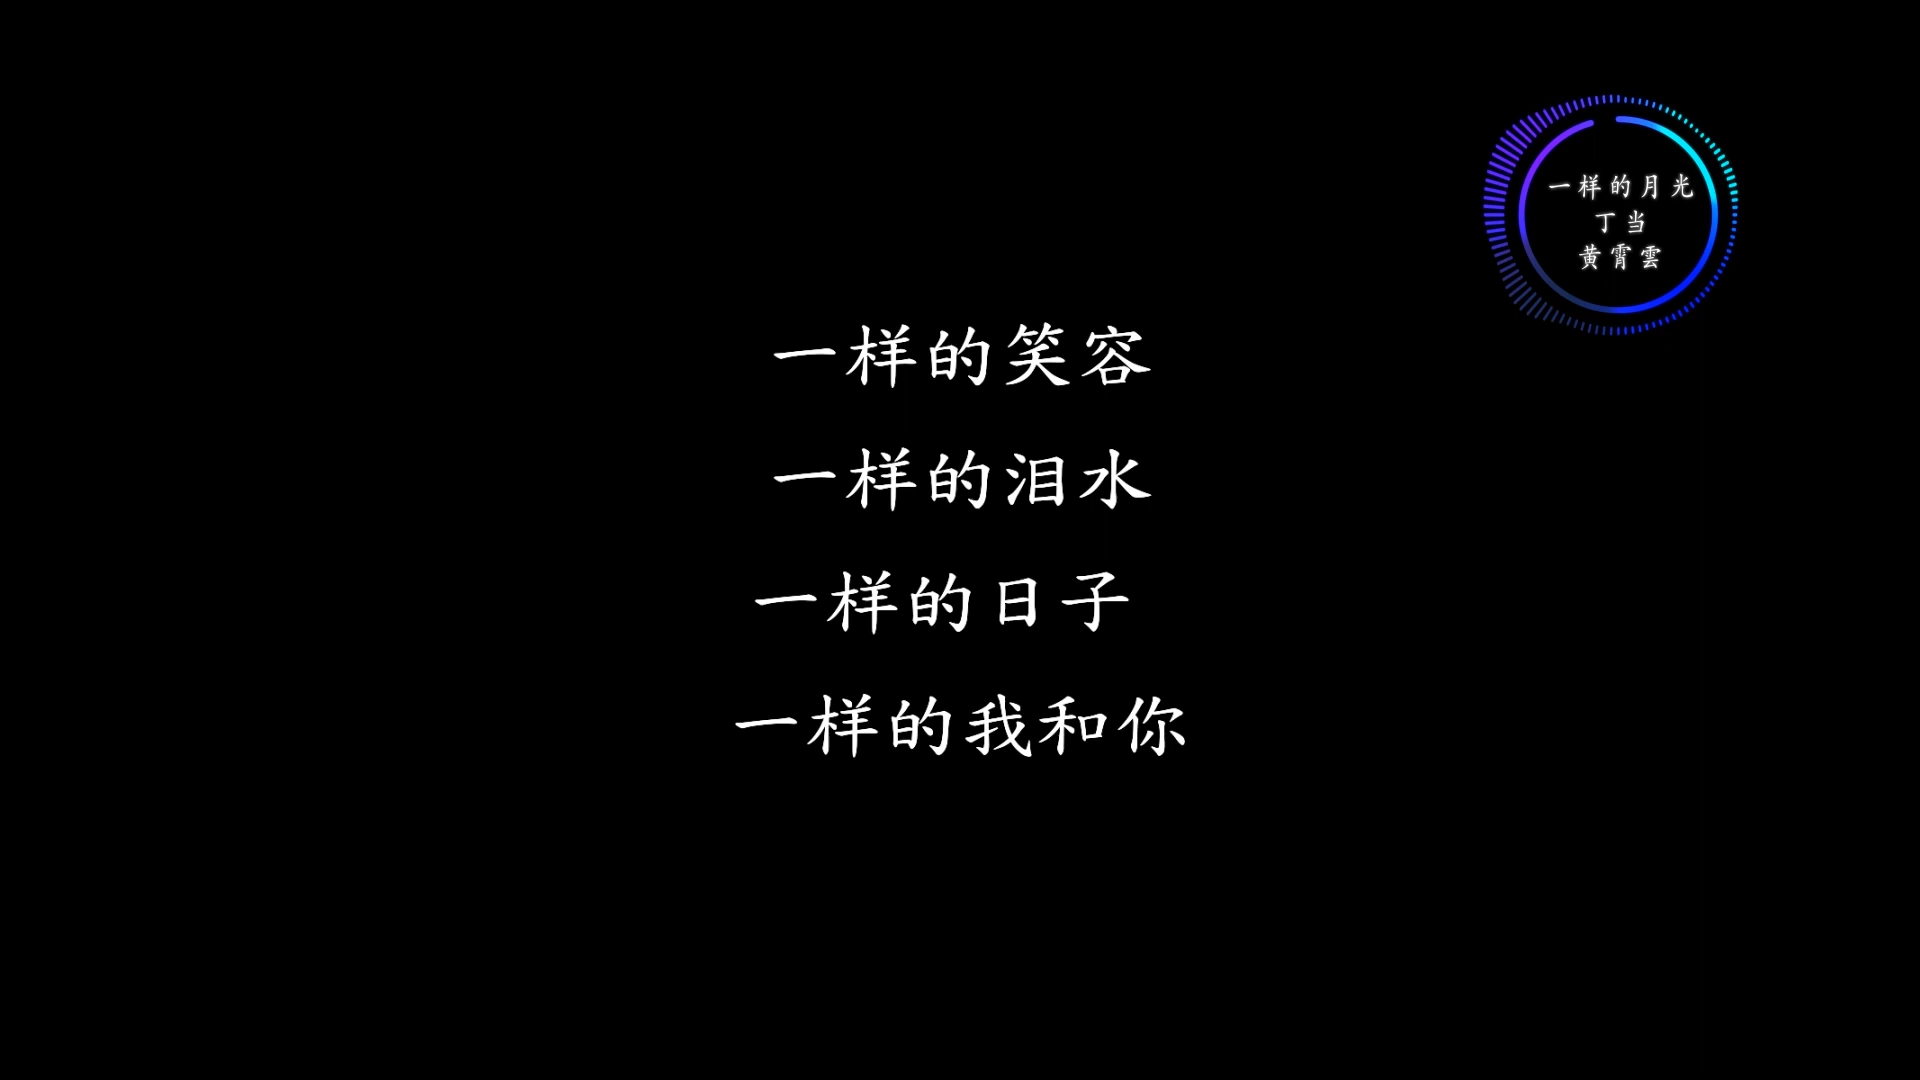 一样的月光
丁当
黄霄雲
一样的笑容
一样的泪水
一样的日子
一样的我和你